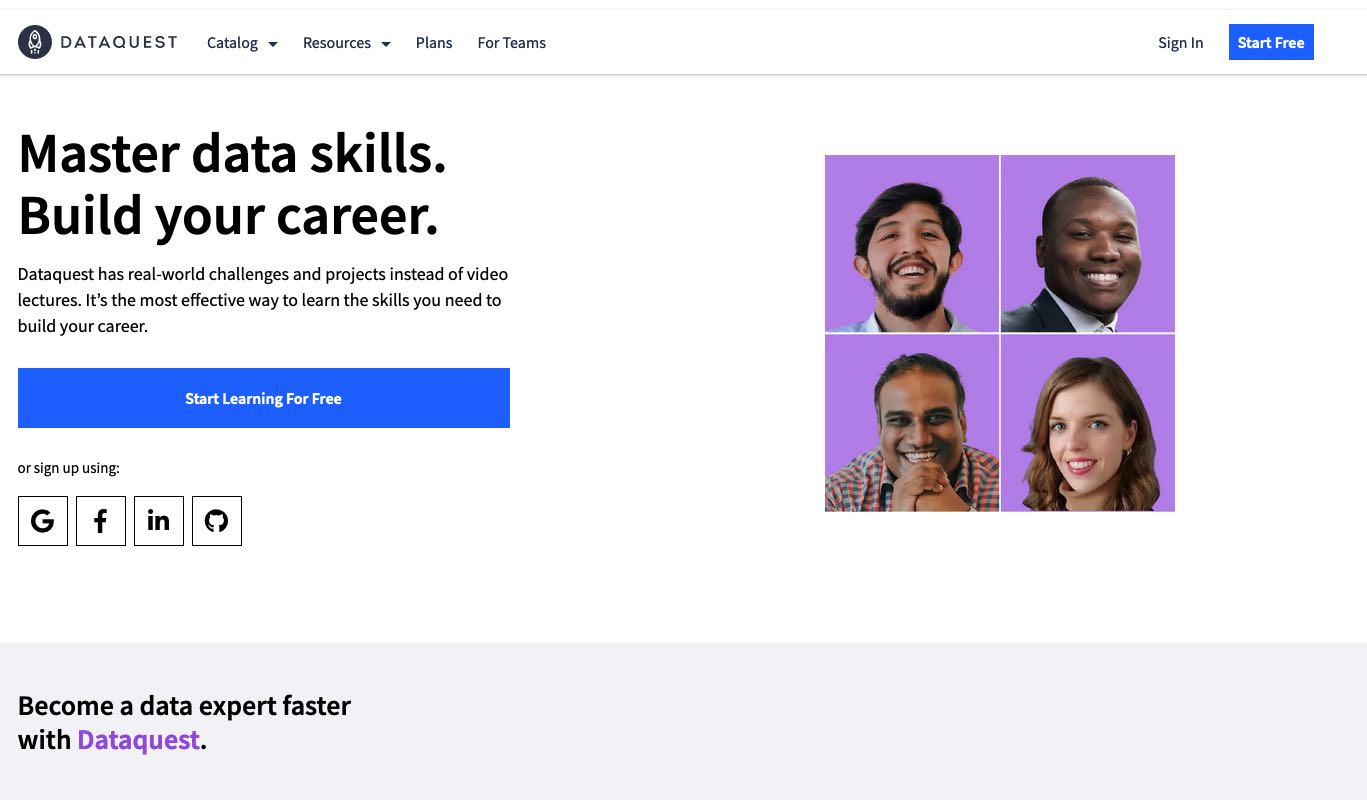 DATAQUEST Catalog Resources Plans For Teams Sign In Start Free
Master data skills.
Build your career.
Dataquest has real-world challenges and projects instead of video
lectures. It’s the most effective way to learn the skills you need to
build your career.
Start Learning For Free
or sign up using:
G f in
Become a data expert faster
with Dataquest.